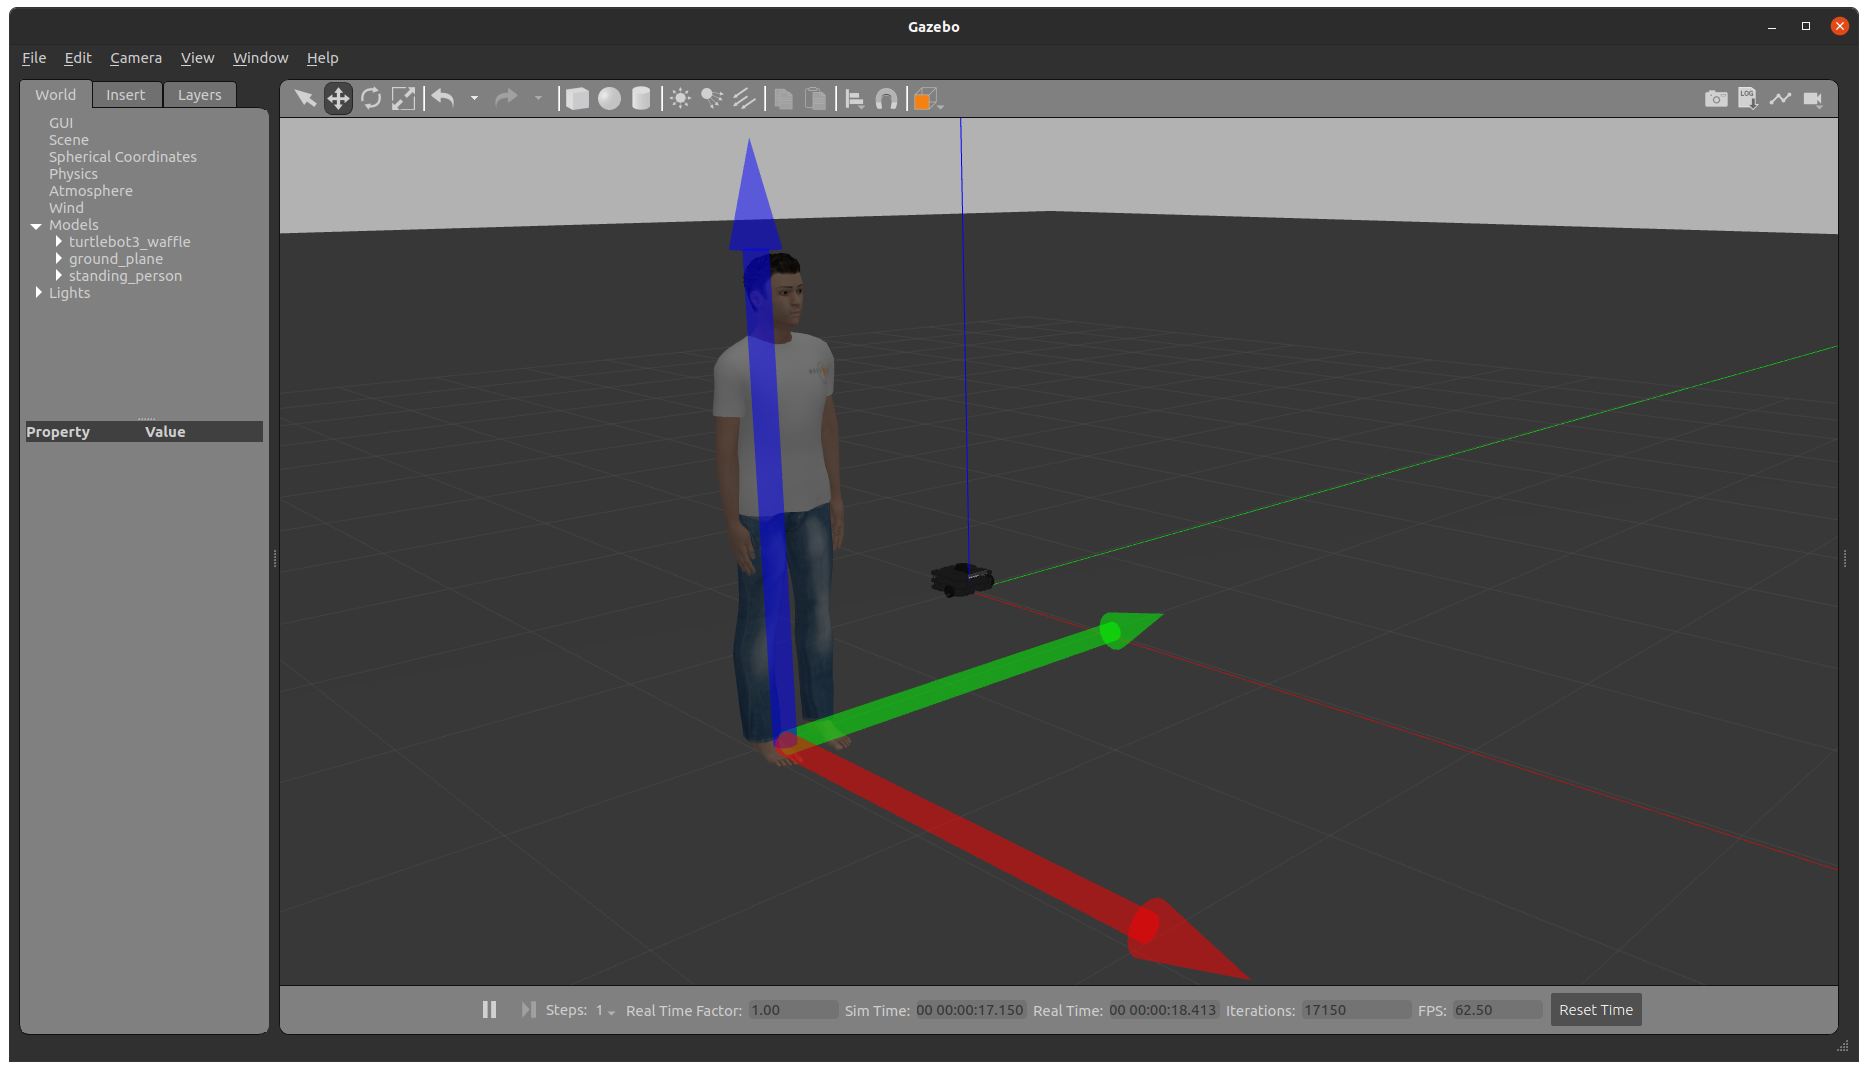 Gazebo
File Edit Camera View Window Help
World Insert Layers
LOG
GUI
Scene
Spherical Coordinates
Physics
Atmosphere
Wind
Models
turtlebot3_waffle
ground_plane
standing_person
Lights
Property Value
Steps: 1 Real Time Factor: 1.00 Sim Time: 00 00:00:17.150 Real Time: 00 00:00:18.413 Iterations: 17150 FPS: 62.50 Reset Time